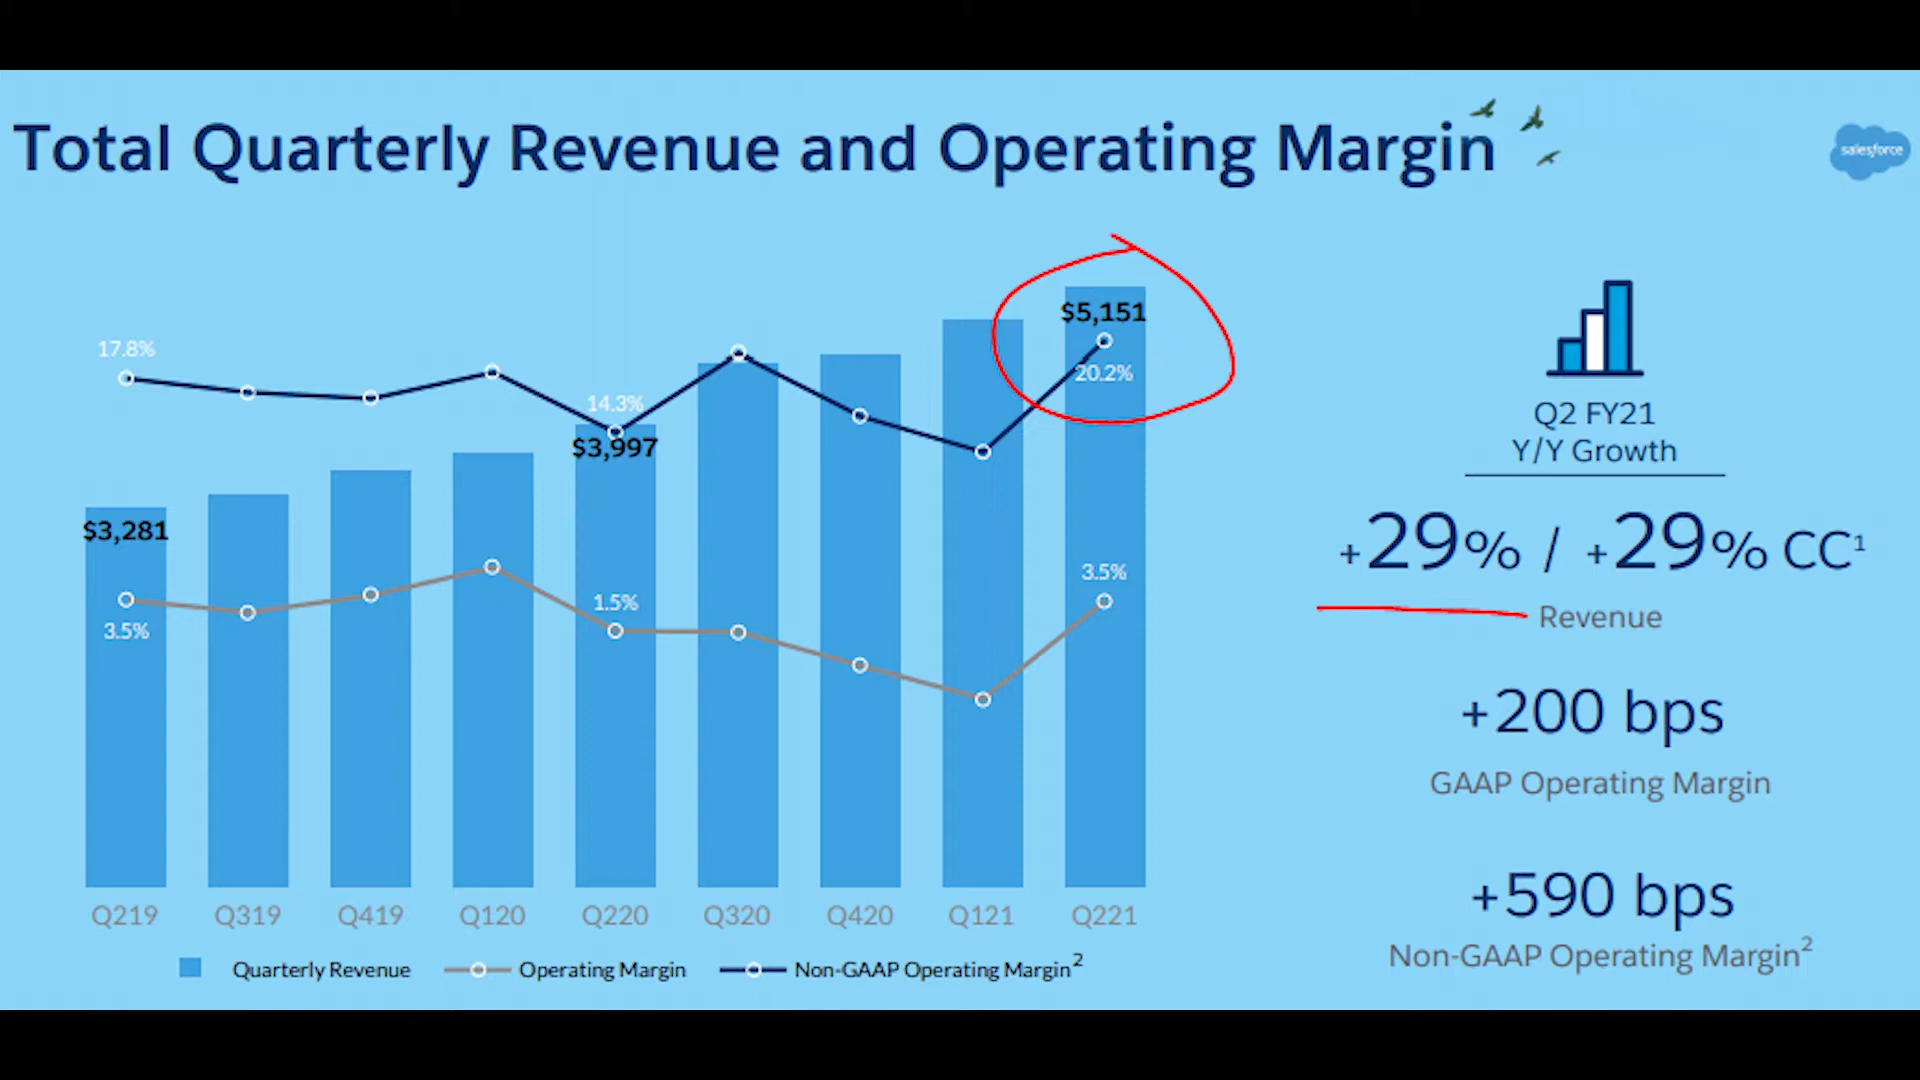 Total Quarterly Revenue and Operating Margin
salesforce
$5,151
17.8%
20.2%
14.3%
$3,997
$3,281
3.5%
1.5%
3.5%
Q219 Q319 Q419 Q120 Q220 Q320 Q420 Q121 Q221
Quarterly Revenue Operating Margin Non-GAAP Operating Margin²
Q2 FY21
Y/Y Growth
+29% / +29% CC¹
Revenue
+200 bps
GAAP Operating Margin
+590 bps
Non-GAAP Operating Margin²